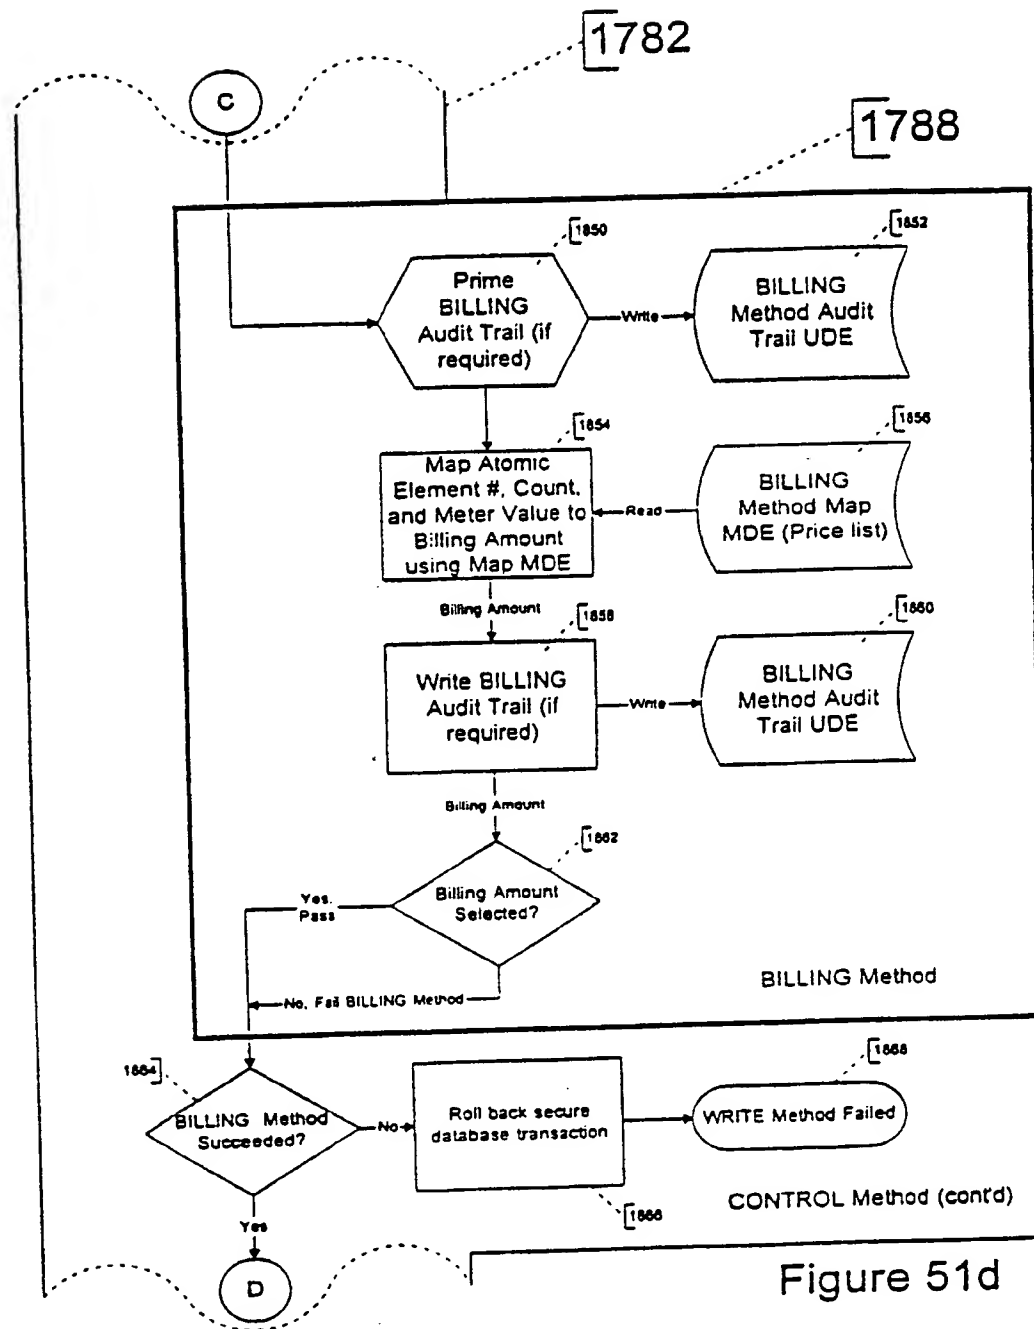 1782
C
1788
1850
Prime
BILLING
Audit Trail (if
required)
Write
1852
BILLING
Method Audit
Trail UDE
1854
Map Atomic
Element #, Count,
and Meter Value to
Billing Amount
using Map MDE
Read
1856
BILLING
Method Map
MDE (Price list)
Billing Amount
1858
Write BILLING
Audit Trail (if
required)
Write
1860
BILLING
Method Audit
Trail UDE
Billing Amount
1862
Billing Amount
Selected?
Yes,
Pass
No, Fail BILLING Method
BILLING Method
1864
BILLING Method
Succeeded?
No
Roll back secure
database transaction
1866
1868
WRITE Method Failed
Yes
CONTROL Method (cont'd)
D
Figure 51d